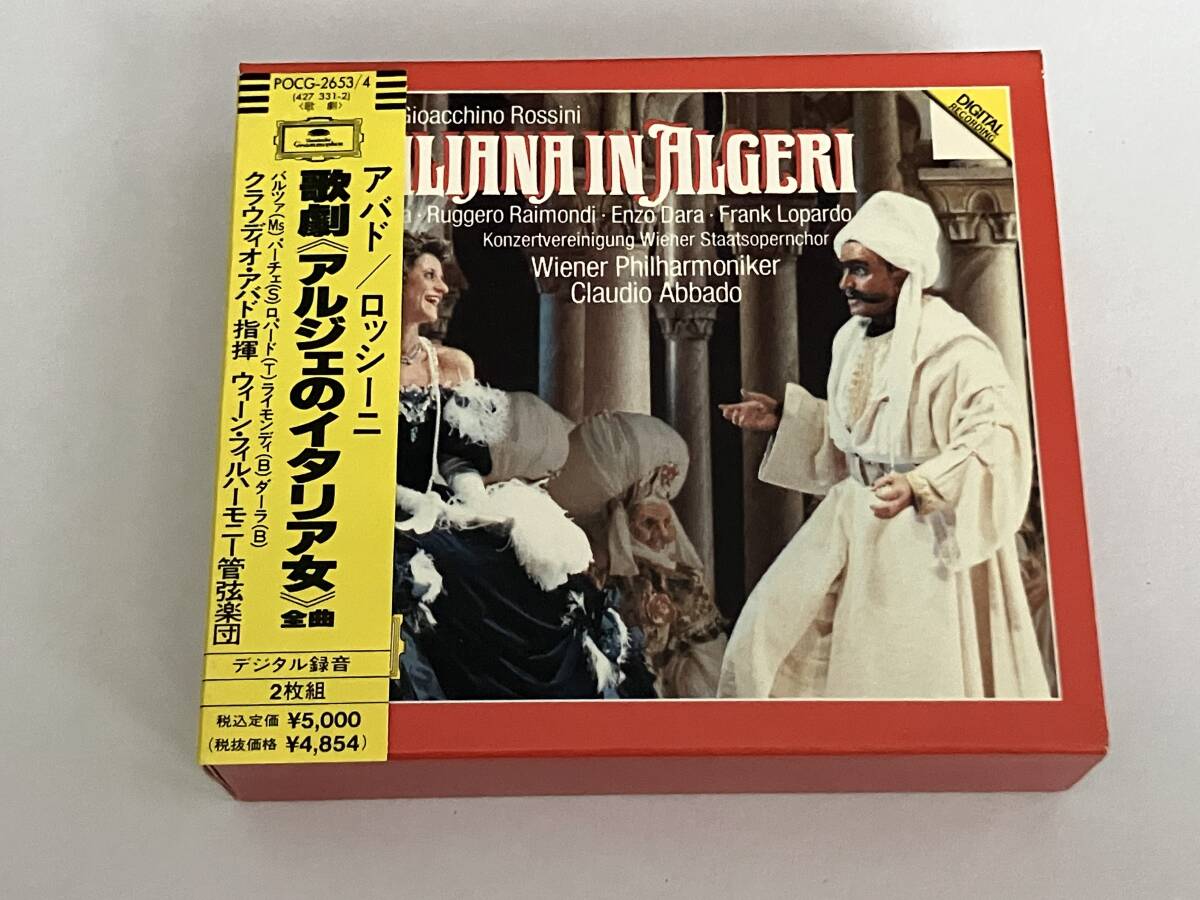 POCG-2653/4
(427 331-2)
〈歌 劇〉
Deutsche
Grammophon
アバド／ロッシーニ
歌劇《アルジェのイタリア女》全曲
バルツァ(Ms)パーチェ(S)ロパード(T)ライモンディ(B)ダーラ(B)
クラウディオ・アバド指揮 ウィーン・フィルハーモニー管弦楽団
デジタル録音
2枚組
税込定価 ¥5,000
(税抜価格 ¥4,854)
Gioacchino Rossini
LIANA IN ALGERI
a · Ruggero Raimondi · Enzo Dara · Frank Lopardo
Konzertvereinigung Wiener Staatsopernchor
Wiener Philharmoniker
Claudio Abbado
DIGITAL
RECORDING